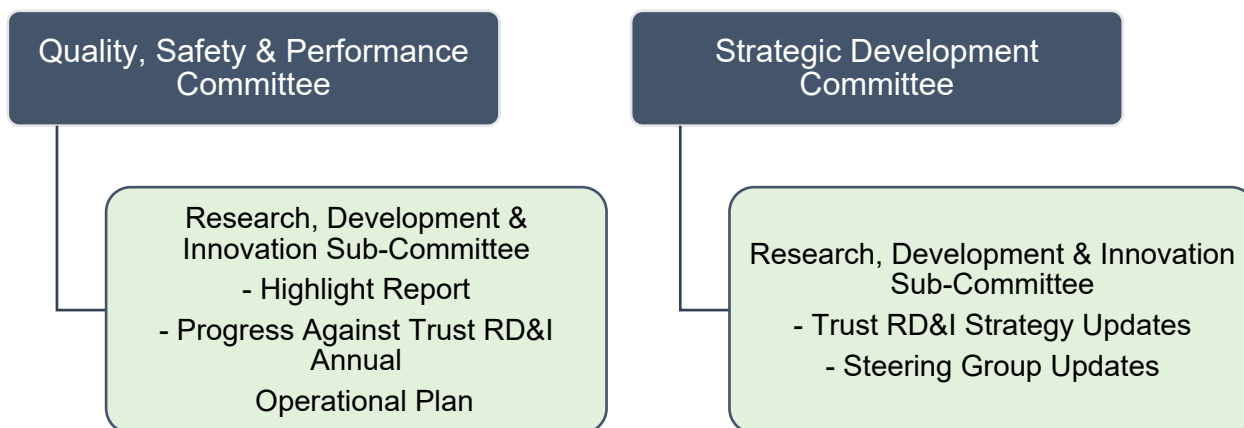 Quality, Safety & Performance
Committee
Research, Development &
Innovation Sub-Committee
- Highlight Report
- Progress Against Trust RD&I
Annual
Operational Plan
Strategic Development
Committee
Research, Development & Innovation
Sub-Committee
- Trust RD&I Strategy Updates
- Steering Group Updates